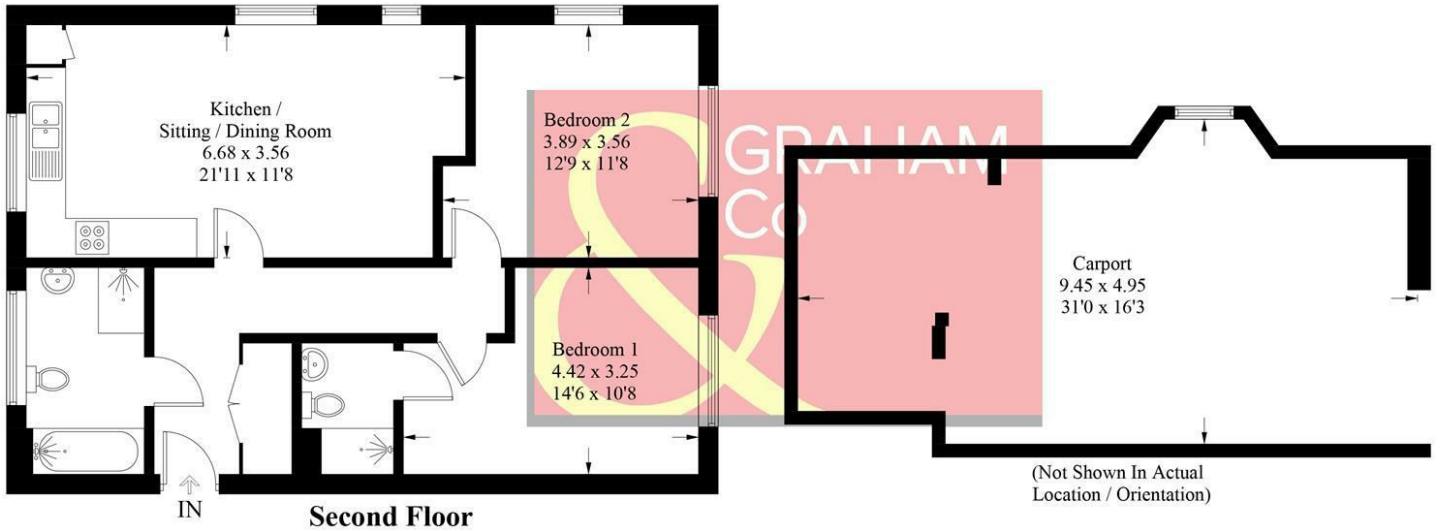 Kitchen /
Sitting / Dining Room
6.68 x 3.56
21'11 x 11'8
Bedroom 2
3.89 x 3.56
12'9 x 11'8
GRAHAM
& Co
Carport
9.45 x 4.95
31'0 x 16'3
Bedroom 1
4.42 x 3.25
14'6 x 10'8
IN
Second Floor
(Not Shown In Actual
Location / Orientation)